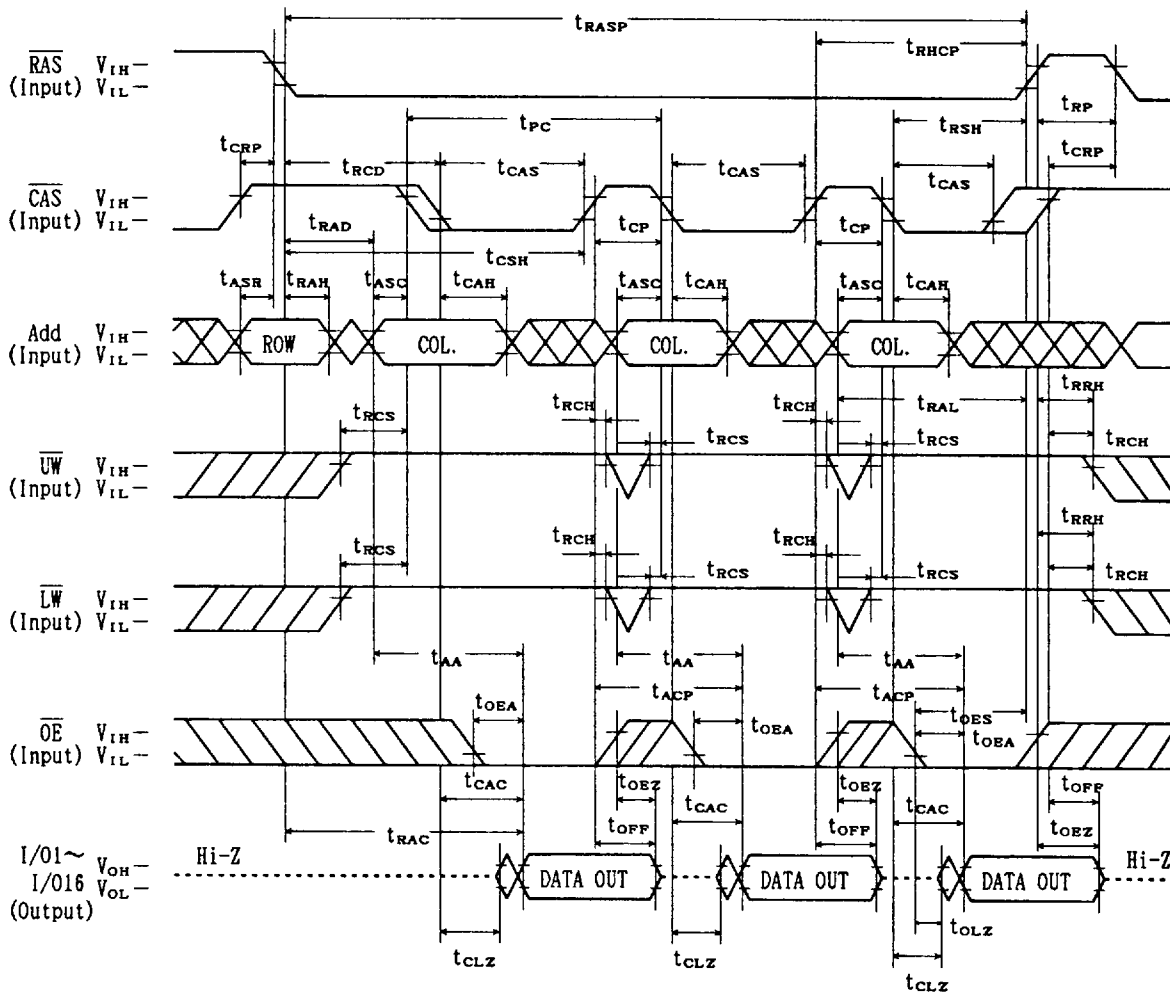 tRASP
tRHCP
RAS VIH
(Input) VIL
tPC
tRSH
tRP
tCRP
tRCD
tCAS
tCAS
tCAS
tCRP
CAS VIH
(Input) VIL
tRAD
tCP
tCP
tCSH
tASR
tRAH
tASC
tCAH
tASC
tCAH
tASC
tCAH
Add VIH
(Input) VIL
ROW
COL.
COL.
COL.
tRCS
tRCH
tRCH
tRAL
tRRH
tRCS
tRCS
tRCH
UW VIH
(Input) VIL
tRCS
tRCH
tRCH
tRRH
tRCS
tRCS
tRCH
LW VIH
(Input) VIL
tAA
tAA
tAA
tACP
tACP
tOEA
tOEA
tOES
tOEA
OE VIH
(Input) VIL
tCAC
tOEZ
tCAC
tOEZ
tCAC
tOFF
tRAC
tOFF
tOFF
tOEZ
I/O1~ VOH
I/O16 VOL
(Output)
Hi-Z
DATA OUT
DATA OUT
DATA OUT
Hi-Z
tOLZ
tCLZ
tCLZ
tCLZ